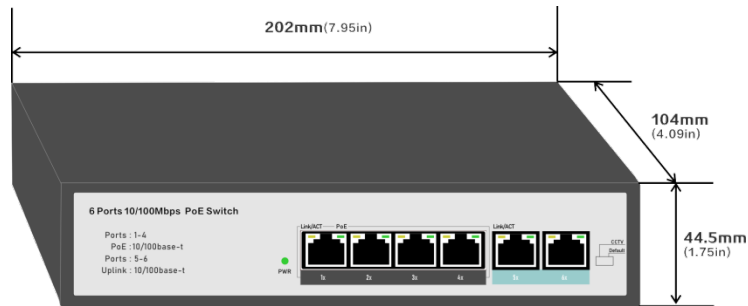 202mm(7.95in)
104mm
(4.09in)
44.5mm
(1.75in)
6 Ports 10/100Mbps PoE Switch
Ports : 1-4
PoE :10/100base-t
Ports : 5-6
Uplink : 10/100base-t
PWR
Link/ACT PoE
Link/ACT
1x 2x 3x 4x 5x 6x
CCTV
Default